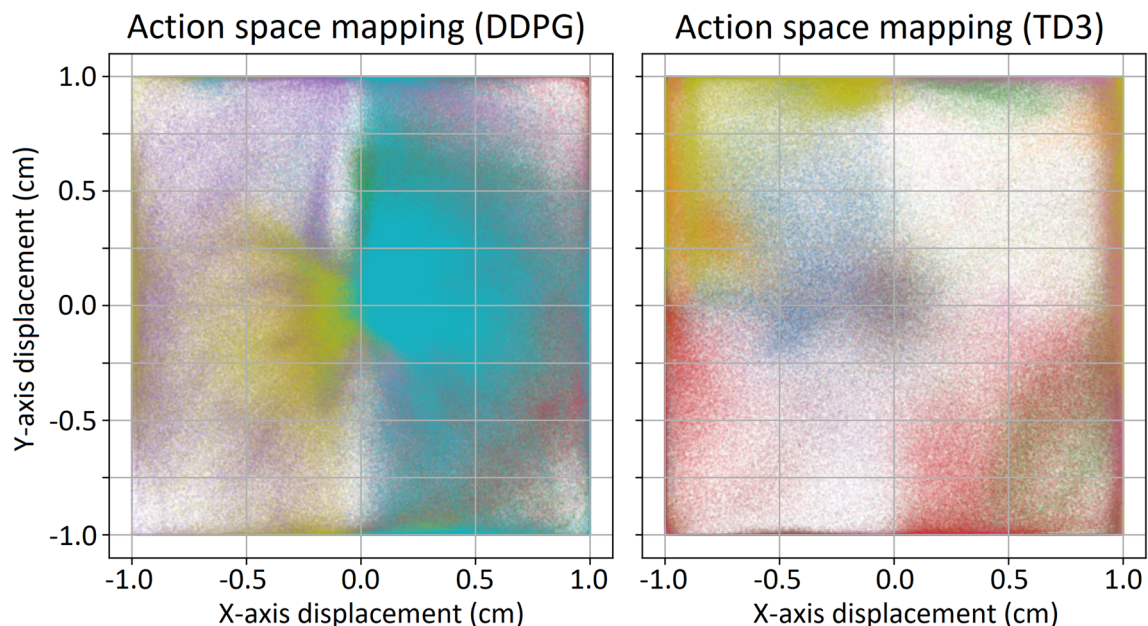 Action space mapping (DDPG)
Action space mapping (TD3)
Y-axis displacement (cm)
1.0
0.5
0.0
-0.5
-1.0
-1.0 -0.5 0.0 0.5 1.0
-1.0 -0.5 0.0 0.5 1.0
X-axis displacement (cm)
X-axis displacement (cm)